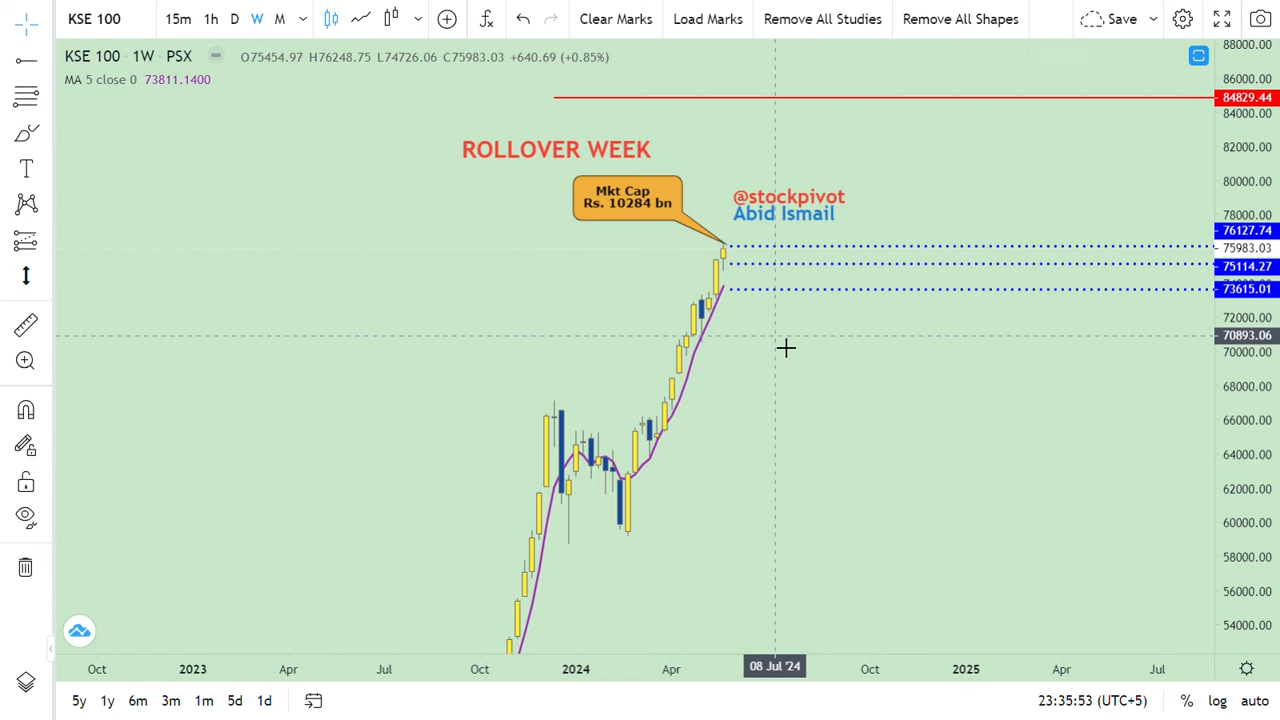 KSE 100 15m 1h D W M Clear Marks Load Marks Remove All Studies Remove All Shapes Save
KSE 100 1W PSX O75454.97 H76248.75 L74726.06 C75983.03 +640.69 (+0.85%)
MA 5 close 0 73811.1400
ROLLOVER WEEK
Mkt Cap
Rs. 10284 bn
@stockpivot
Abid Ismail
88000.00
86000.00
84829.44
84000.00
82000.00
80000.00
78000.00
76127.74
75983.03
75114.27
73615.01
72000.00
70893.06
70000.00
68000.00
66000.00
64000.00
62000.00
60000.00
58000.00
56000.00
54000.00
Oct 2023 Apr Jul Oct 2024 Apr 08 Jul '24 Oct 2025 Apr Jul
5y 1y 6m 3m 1m 5d 1d 23:35:53 (UTC+5) % log auto